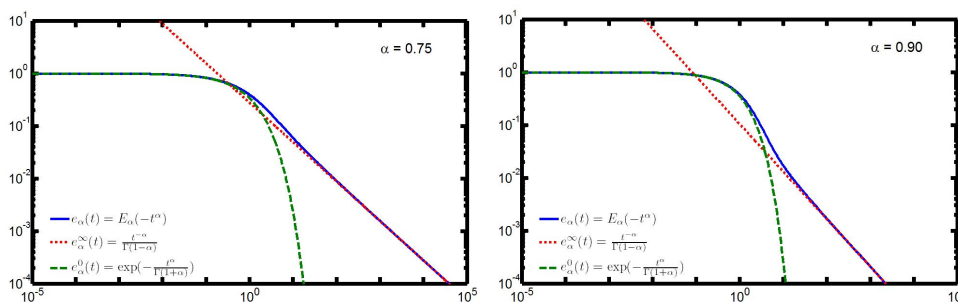 10^1
α = 0.75
10^0
10^-1
10^-2
10^-3
10^-4
e_α(t) = E_α(−t^α)
e_α^∞(t) = t^−α / Γ(1−α)
e_α^0(t) = exp(−t^α / Γ(1+α))
10^-5 10^0 10^5
10^1
α = 0.90
10^0
10^-1
10^-2
10^-3
10^-4
e_α(t) = E_α(−t^α)
e_α^∞(t) = t^−α / Γ(1−α)
e_α^0(t) = exp(−t^α / Γ(1+α))
10^-5 10^0